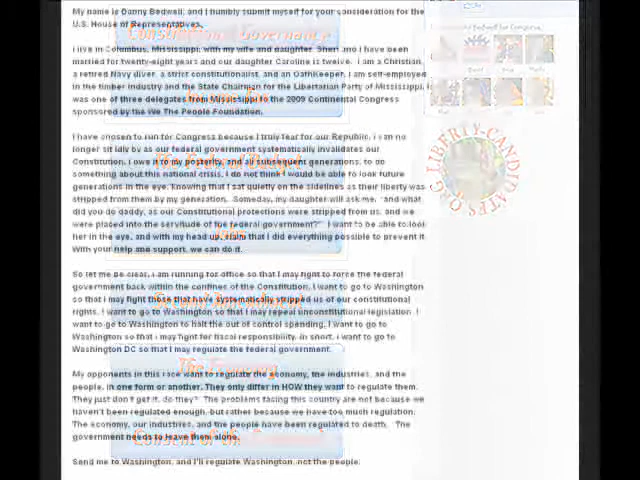 My name is Danny Bedwell, and I humbly submit myself for your consideration for the
U.S. House of Representatives.
Constitutional Governance
I live in Columbus, Mississippi, with my wife and daughter. Sheri and I have been
married for twenty-eight years and our daughter Caroline is twelve. I am a Christian,
a retired Navy diver, a strict constitutionalist, and an Oathkeeper. I am self-employed
in the timber industry and the State Chairman for the Libertarian Party of Mississippi. I
was one of three delegates from Mississippi to the 2009 Continental Congress
sponsored by the We The People Foundation.
I have chosen to run for Congress because I truly fear for our Republic. I am no
longer sit idly by as our federal government systematically invalidates our
Constitution. I owe it to my posterity, and all subsequent generations, to do
The Federal Budget
something about this national crisis. I do not think I would be able to look future
generations in the eye. Knowing that I sat quietly on the sidelines as their liberty was
stripped from them by my generation. Someday, my daughter will ask me, "and what
did you do daddy, as our Constitutional protections were stripped from us, and we
were placed into the servitude of the federal government?" I want to be able to look
her in the eye, and with my head up, claim that I did everything possible to prevent it.
With your help and support, we can do it.
So let me be clear, I am running for office so that I may fight to force the federal
government back within the confines of the Constitution. I want to go to Washington
so that I may fight those that have systematically stripped us of our constitutional
Second Amendment
rights. I want to go to Washington so that I may repeal unconstitutional legislation. I
want to go to Washington to halt the out of control spending. I want to go to
Washington so that I may fight for fiscal responsibility. In short, I want to go to
Washington DC so that I may regulate the federal government.
The Economy
My opponents in this race want to regulate the economy, the industries, and the
people, in one form or another. They only differ in HOW they want to regulate them.
They just don't get it, do they? The problems facing this country are not because we
haven't been regulated enough, but rather because we have too much regulation.
The economy, our industries, and the people have been regulated to death. The
government needs to leave them alone.
Consent of the
Send me to Washington, and I'll regulate Washington, not the people.
Bedwell for Congress
LIBERTY-CANDIDATES.ORG